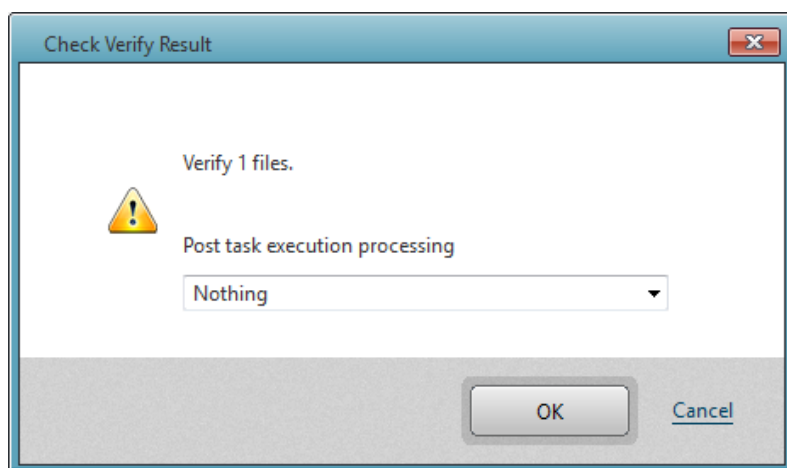 Check Verify Result
Verify 1 files.
Post task execution processing
Nothing
OK
Cancel